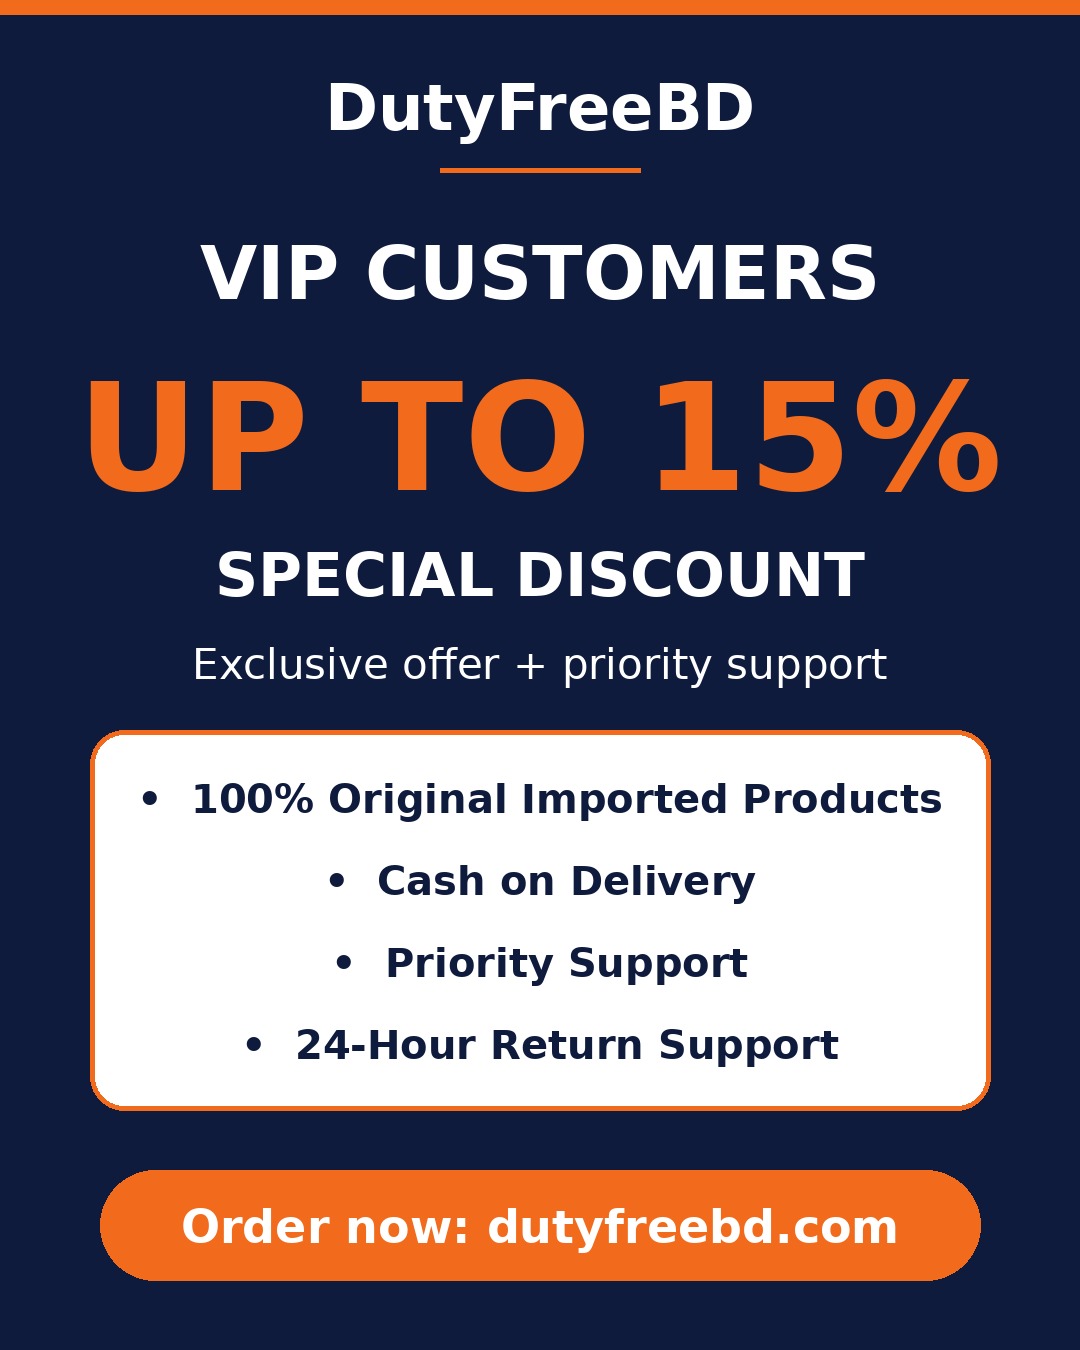 DutyFreeBD
VIP CUSTOMERS
UP TO 15%
SPECIAL DISCOUNT
Exclusive offer + priority support
• 100% Original Imported Products
• Cash on Delivery
• Priority Support
• 24-Hour Return Support
Order now: dutyfreebd.com